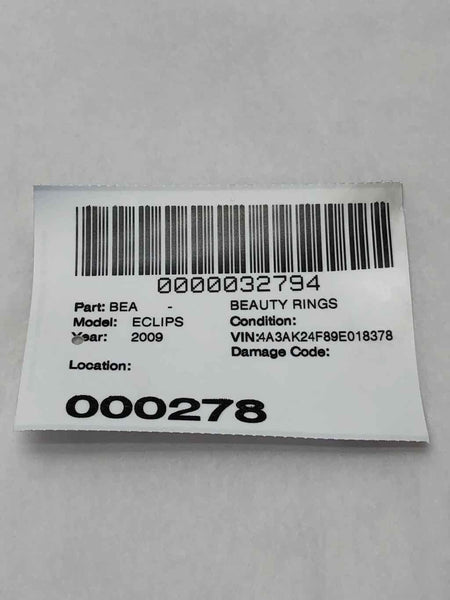 0000032794
Part: BEA - BEAUTY RINGS
Model: ECLIPS Condition:
Year: 2009 VIN:4A3AK24F89E018378
Damage Code:
Location:
000278